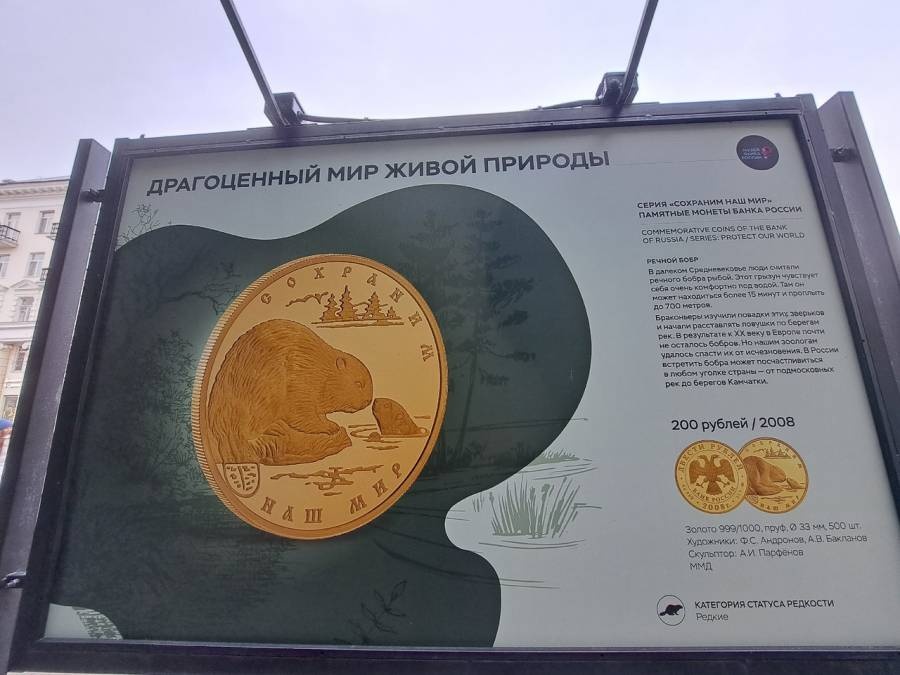 ДРАГОЦЕННЫЙ МИР ЖИВОЙ ПРИРОДЫ
МУЗЕЙ
БАНКА
РОССИИ
СЕРИЯ «СОХРАНИМ НАШ МИР»
ПАМЯТНЫЕ МОНЕТЫ БАНКА РОССИИ
COMMEMORATIVE COINS OF THE BANK
OF RUSSIA / SERIES: PROTECT OUR WORLD
РЕЧНОЙ БОБР
В далеком Средневековье люди считали
речного бобра рыбой. Этот грызун чувствует
себя очень комфортно под водой. Там он
может находиться более 15 минут и проплыть
до 700 метров.
Браконьеры изучили повадки этих зверьков
и начали расставлять ловушки по берегам
рек. В результате к XX веку в Европе почти
не осталось бобров. Но нашим зоологам
удалось спасти их от исчезновения. В России
встретить бобра может посчастливиться
в любом уголке страны — от подмосковных
рек до берегов Камчатки.
СОХРАНИМ
НАШ МИР
200 рублей / 2008
ДВЕСТИ РУБЛЕЙ
БАНК РОССИИ
2008 г.
Золото 999/1000, пруф, Ø 33 мм, 500 шт.
Художники: Ф.С. Андронов, А.В. Бакланов
Скульптор: А.И. Парфёнов
ММД
КАТЕГОРИЯ СТАТУСА РЕДКОСТИ
Редкие